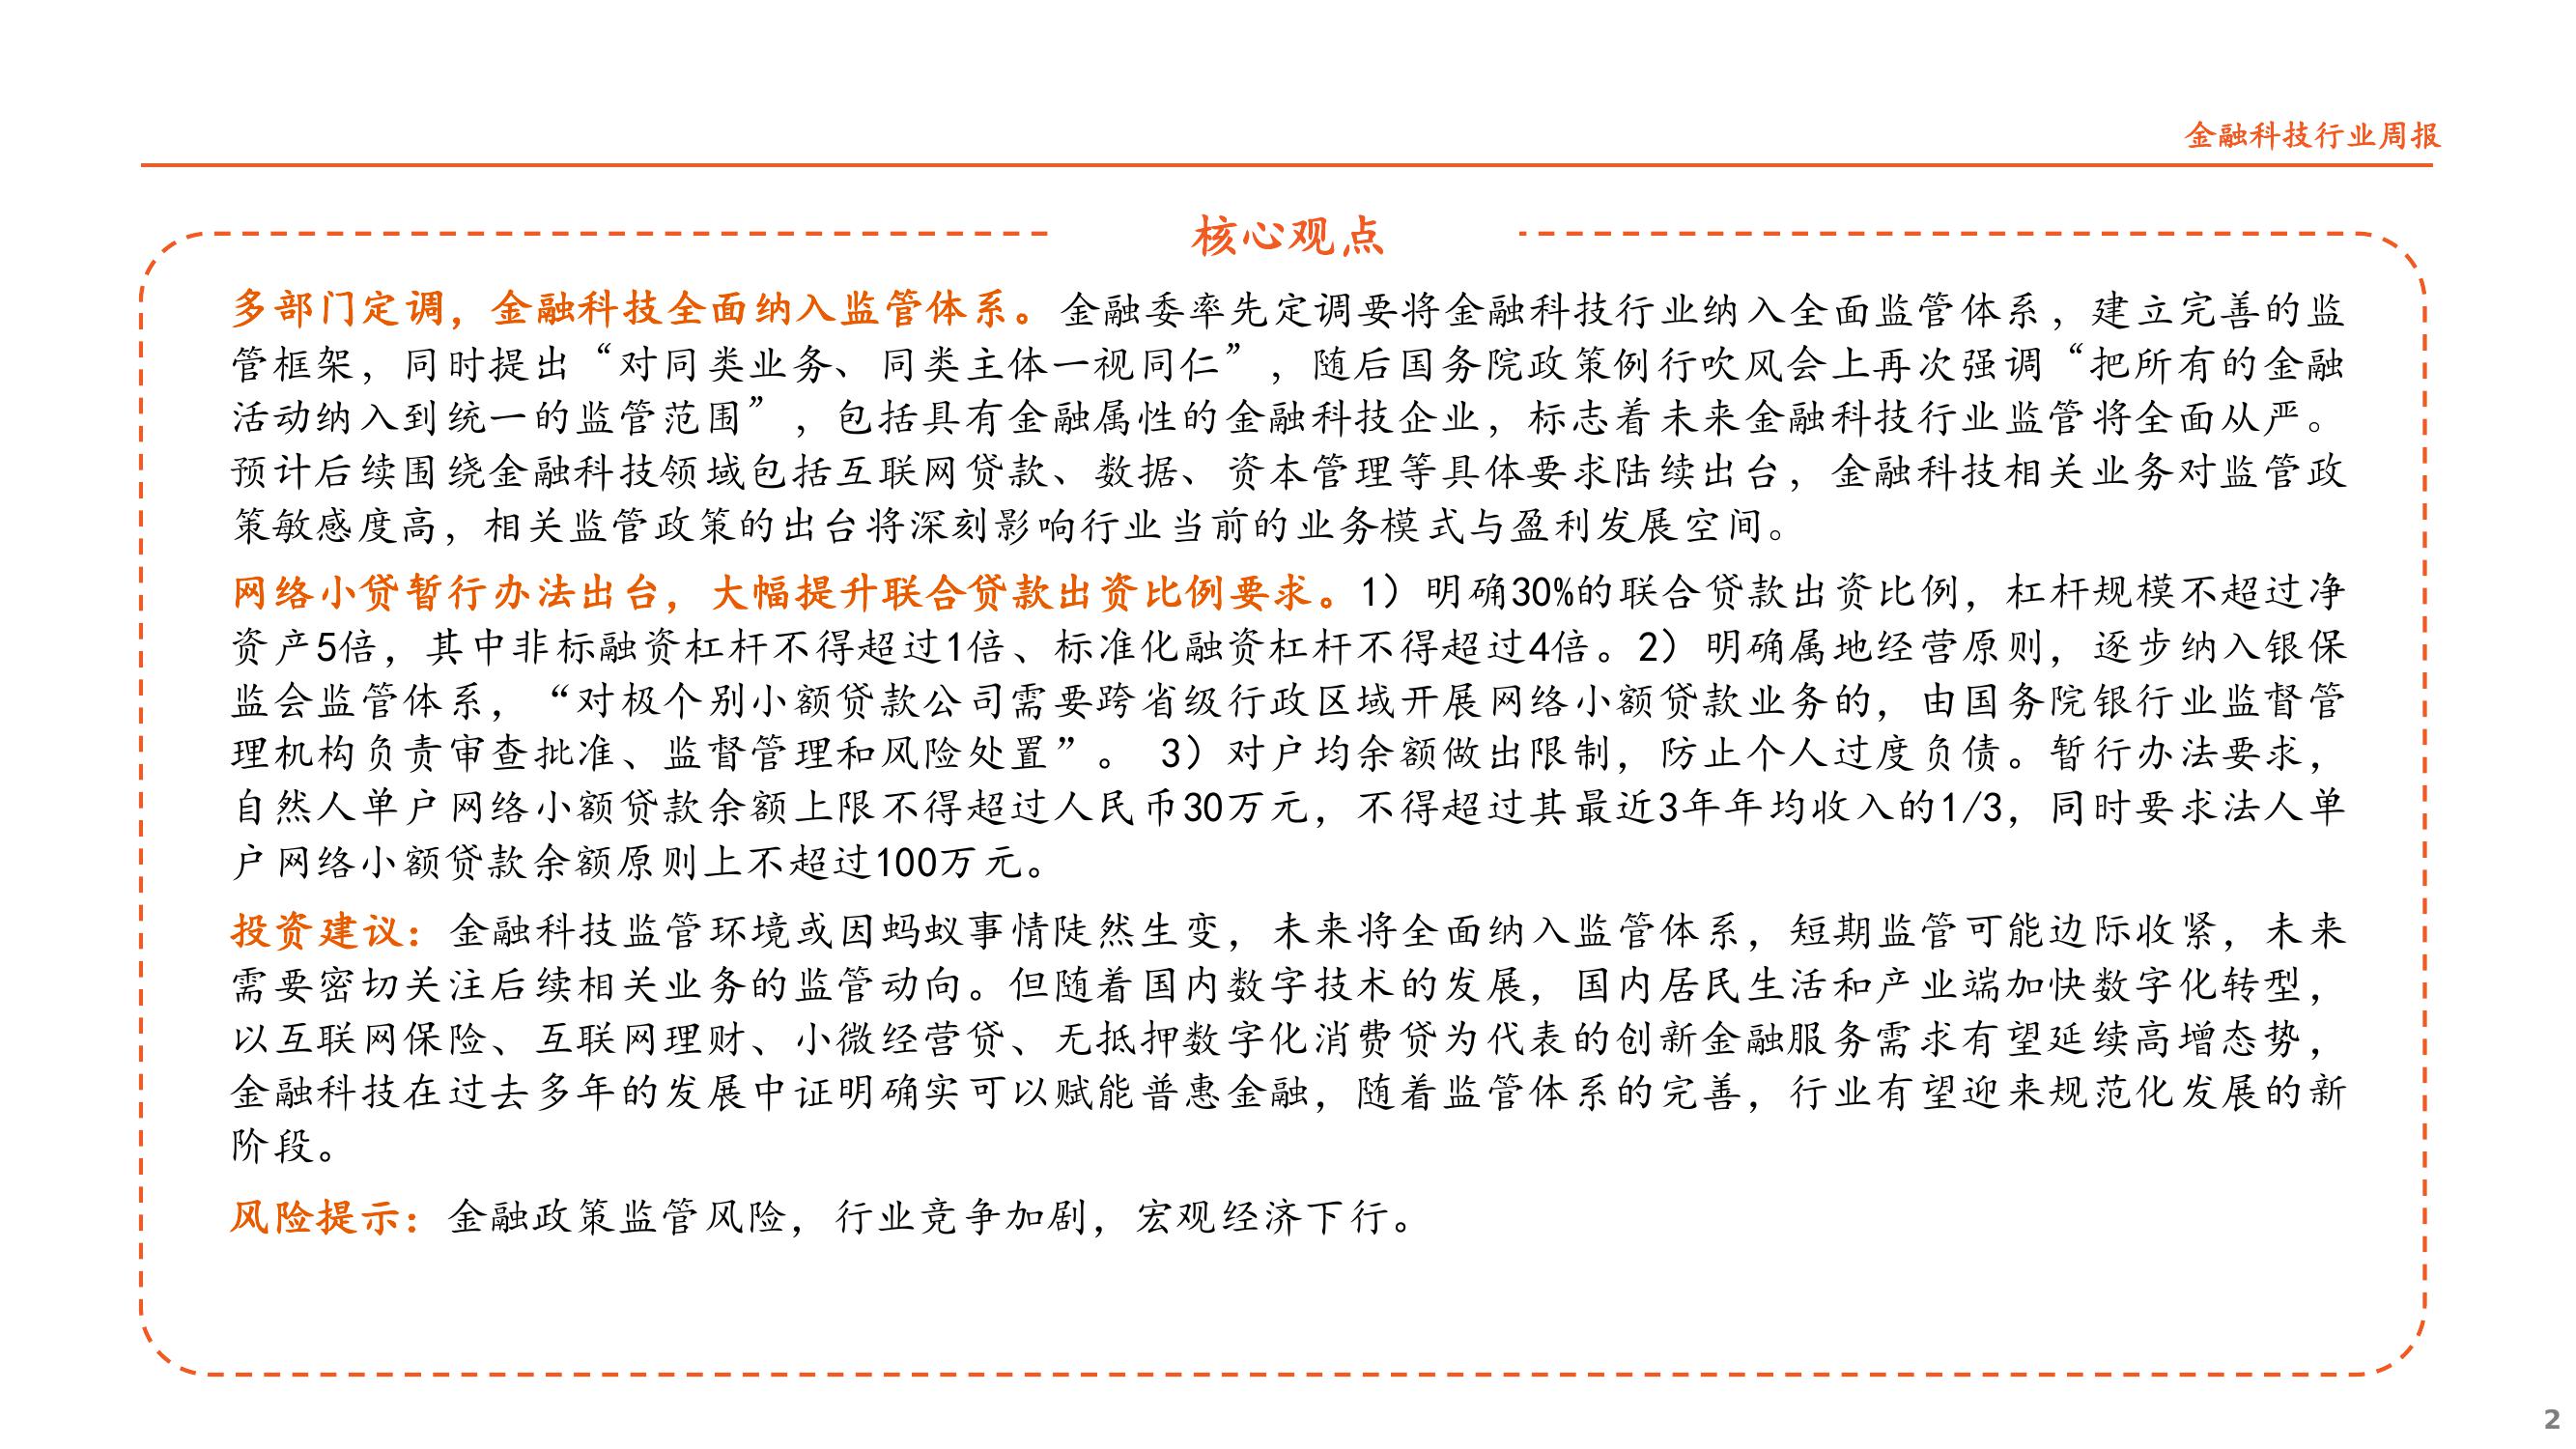 金融科技行业周报
核心观点
多部门定调，金融科技全面纳入监管体系。金融委率先定调要将金融科技行业纳入全面监管体系，建立完善的监
管框架，同时提出“对同类业务、同类主体一视同仁”，随后国务院政策例行吹风会上再次强调“把所有的金融
活动纳入到统一的监管范围”，包括具有金融属性的金融科技企业，标志着未来金融科技行业监管将全面从严。
预计后续围绕金融科技领域包括互联网贷款、数据、资本管理等具体要求陆续出台，金融科技相关业务对监管政
策敏感度高，相关监管政策的出台将深刻影响行业当前的业务模式与盈利发展空间。
网络小贷暂行办法出台，大幅提升联合贷款出资比例要求。1）明确30%的联合贷款出资比例，杠杆规模不超过净
资产5倍，其中非标融资杠杆不得超过1倍、标准化融资杠杆不得超过4倍。2）明确属地经营原则，逐步纳入银保
监会监管体系，“对极个别小额贷款公司需要跨省级行政区域开展网络小额贷款业务的，由国务院银行业监督管
理机构负责审查批准、监督管理和风险处置”。 3）对户均余额做出限制，防止个人过度负债。暂行办法要求，
自然人单户网络小额贷款余额上限不得超过人民币30万元，不得超过其最近3年年均收入的1/3，同时要求法人单
户网络小额贷款余额原则上不超过100万元。
投资建议：金融科技监管环境或因蚂蚁事情陡然生变，未来将全面纳入监管体系，短期监管可能边际收紧，未来
需要密切关注后续相关业务的监管动向。但随着国内数字技术的发展，国内居民生活和产业端加快数字化转型，
以互联网保险、互联网理财、小微经营贷、无抵押数字化消费贷为代表的创新金融服务需求有望延续高增态势，
金融科技在过去多年的发展中证明确实可以赋能普惠金融，随着监管体系的完善，行业有望迎来规范化发展的新
阶段。
风险提示：金融政策监管风险，行业竞争加剧，宏观经济下行。
2